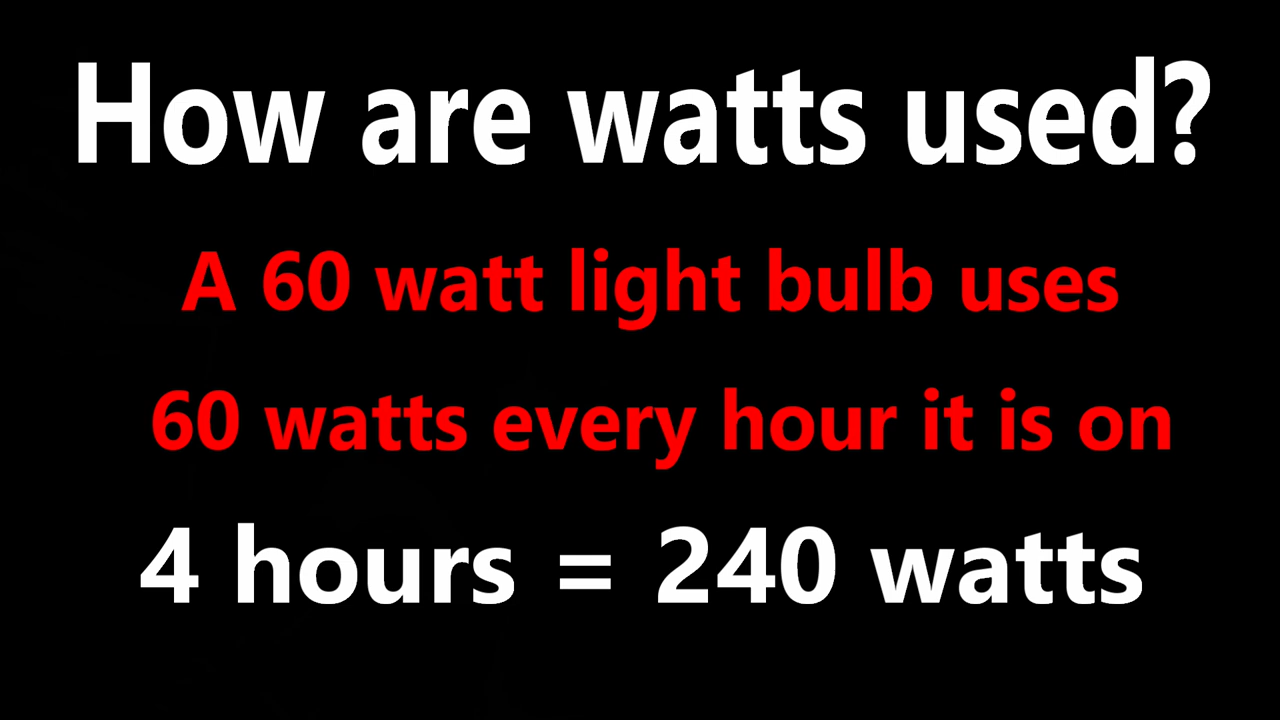 How are watts used?
A 60 watt light bulb uses
60 watts every hour it is on
4 hours = 240 watts